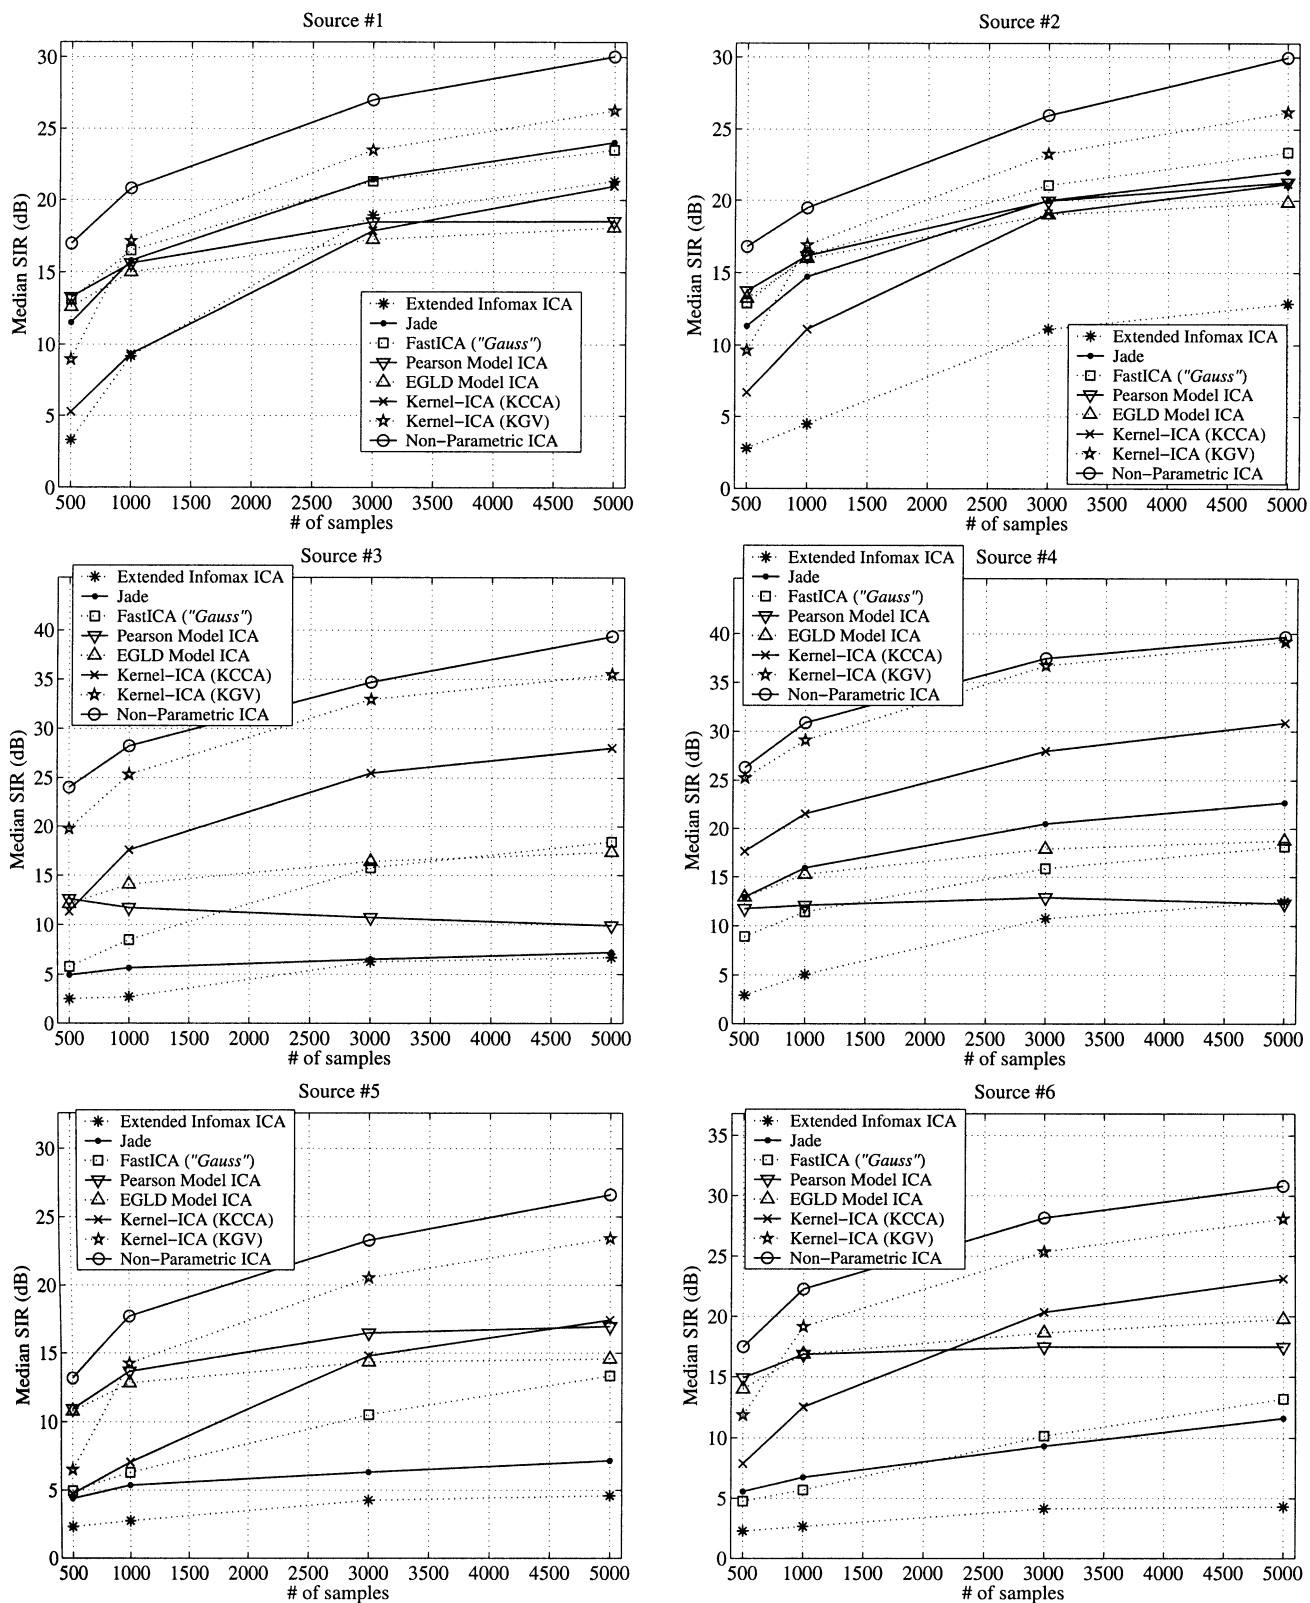 Source #1
30
25
20
15
10
5
0
Median SIR (dB)
500 1000 1500 2000 2500 3000 3500 4000 4500 5000
# of samples
Extended Infomax ICA
Jade
FastICA ("Gauss")
Pearson Model ICA
EGLD Model ICA
Kernel-ICA (KCCA)
Kernel-ICA (KGV)
Non-Parametric ICA
Source #2
30
25
20
15
10
5
0
Median SIR (dB)
500 1000 1500 2000 2500 3000 3500 4000 4500 5000
# of samples
Extended Infomax ICA
Jade
FastICA ("Gauss")
Pearson Model ICA
EGLD Model ICA
Kernel-ICA (KCCA)
Kernel-ICA (KGV)
Non-Parametric ICA
Source #3
Extended Infomax ICA
Jade
FastICA ("Gauss")
Pearson Model ICA
EGLD Model ICA
Kernel-ICA (KCCA)
Kernel-ICA (KGV)
Non-Parametric ICA
40
35
30
25
20
15
10
5
0
Median SIR (dB)
500 1000 1500 2000 2500 3000 3500 4000 4500 5000
# of samples
Source #4
Extended Infomax ICA
Jade
FastICA ("Gauss")
Pearson Model ICA
EGLD Model ICA
Kernel-ICA (KCCA)
Kernel-ICA (KGV)
Non-Parametric ICA
40
35
30
25
20
15
10
5
0
Median SIR (dB)
500 1000 1500 2000 2500 3000 3500 4000 4500 5000
# of samples
Source #5
Extended Infomax ICA
Jade
FastICA ("Gauss")
Pearson Model ICA
EGLD Model ICA
Kernel-ICA (KCCA)
Kernel-ICA (KGV)
Non-Parametric ICA
30
25
20
15
10
5
0
Median SIR (dB)
500 1000 1500 2000 2500 3000 3500 4000 4500 5000
# of samples
Source #6
Extended Infomax ICA
Jade
FastICA ("Gauss")
Pearson Model ICA
EGLD Model ICA
Kernel-ICA (KCCA)
Kernel-ICA (KGV)
Non-Parametric ICA
35
30
25
20
15
10
5
0
Median SIR (dB)
500 1000 1500 2000 2500 3000 3500 4000 4500 5000
# of samples